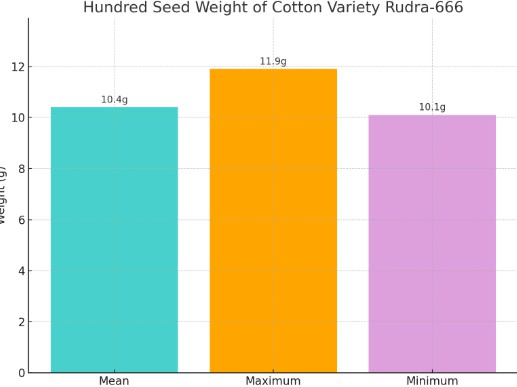 Hundred Seed Weight of Cotton Variety Rudra-666
Weight (g)
12
10
8
6
4
2
0
10.4g
11.9g
10.1g
Mean
Maximum
Minimum